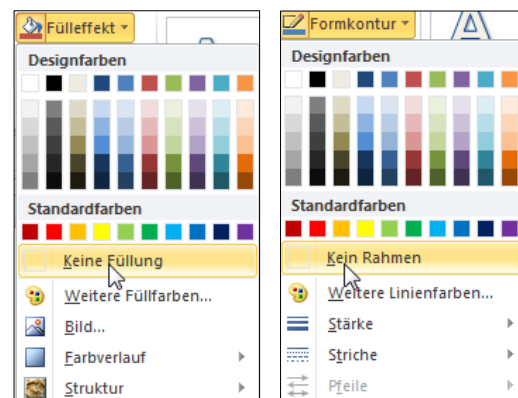 Fülleffekt
Designfarben
Standardfarben
Keine Füllung
Weitere Füllfarben...
Bild...
Farbverlauf
Struktur
Formkontur
Designfarben
Standardfarben
Kein Rahmen
Weitere Linienfarben...
Stärke
Striche
Pfeile